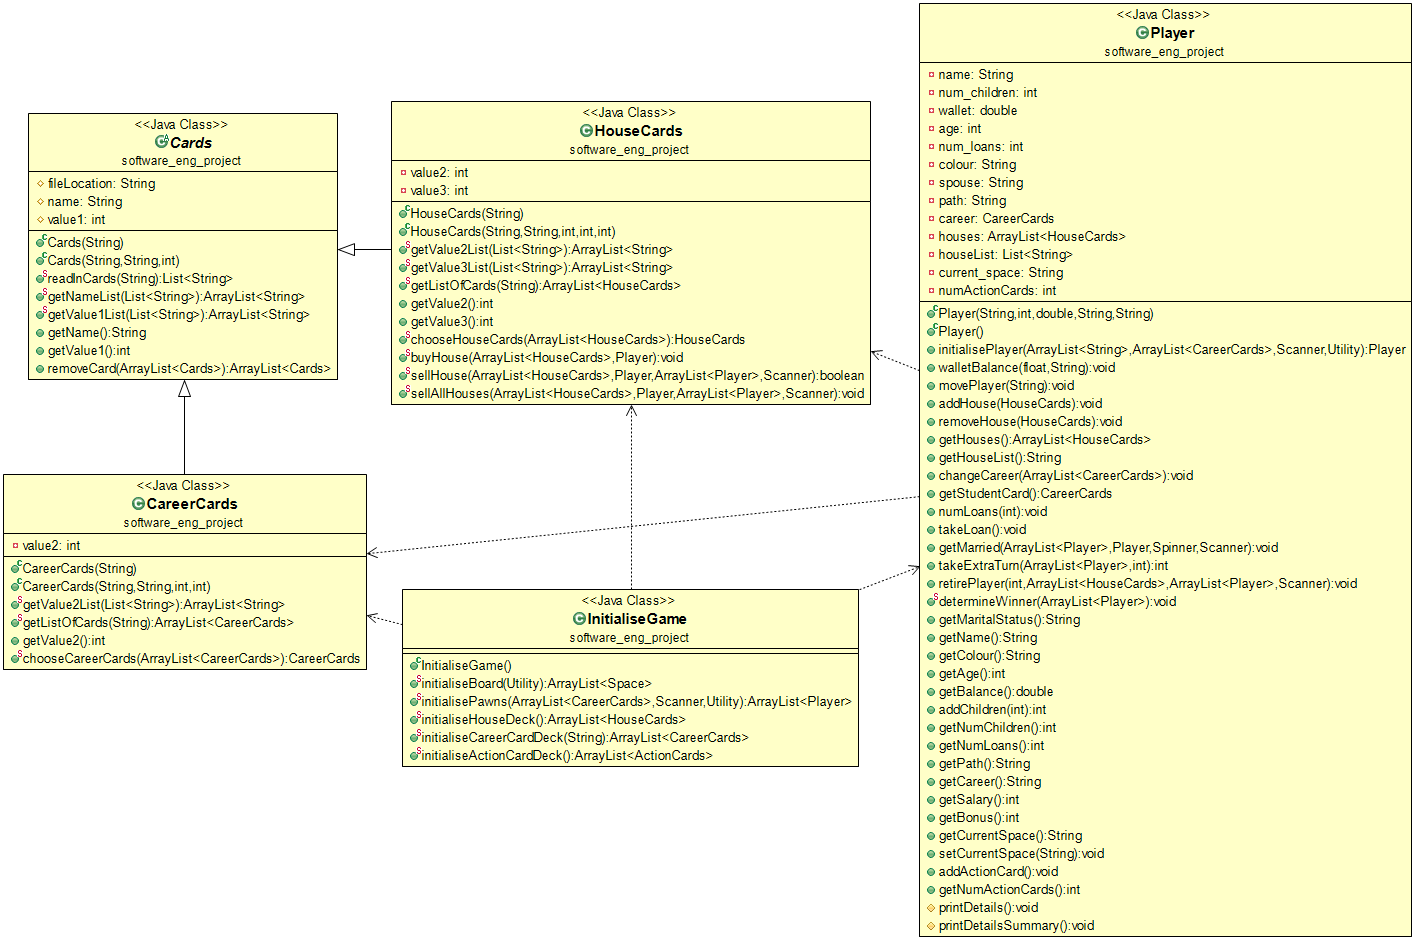 <<Java Class>>
Cards
software_eng_project
fileLocation: String
name: String
value1: int
Cards(String)
Cards(String,String,int)
readInCards(String):List<String>
getNameList(List<String>):ArrayList<String>
getValue1List(List<String>):ArrayList<String>
getName():String
getValue1():int
removeCard(ArrayList<Cards>):ArrayList<Cards>
<<Java Class>>
HouseCards
software_eng_project
value2: int
value3: int
HouseCards(String)
HouseCards(String,String,int,int,int)
getValue2List(List<String>):ArrayList<String>
getValue3List(List<String>):ArrayList<String>
getListOfCards(String):ArrayList<HouseCards>
getValue2():int
getValue3():int
chooseHouseCards(ArrayList<HouseCards>):HouseCards
buyHouse(ArrayList<HouseCards>,Player):void
sellHouse(ArrayList<HouseCards>,Player,ArrayList<Player>,Scanner):boolean
sellAllHouses(ArrayList<HouseCards>,Player,ArrayList<Player>,Scanner):void
<<Java Class>>
CareerCards
software_eng_project
value2: int
CareerCards(String)
CareerCards(String,String,int,int)
getValue2List(List<String>):ArrayList<String>
getListOfCards(String):ArrayList<CareerCards>
getValue2():int
chooseCareerCards(ArrayList<CareerCards>):CareerCards
<<Java Class>>
InitialiseGame
software_eng_project
InitialiseGame()
initialiseBoard(Utility):ArrayList<Space>
initialisePawns(ArrayList<CareerCards>,Scanner,Utility):ArrayList<Player>
initialiseHouseDeck():ArrayList<HouseCards>
initialiseCareerCardDeck(String):ArrayList<CareerCards>
initialiseActionCardDeck():ArrayList<ActionCards>
<<Java Class>>
Player
software_eng_project
name: String
num_children: int
wallet: double
age: int
num_loans: int
colour: String
spouse: String
path: String
career: CareerCards
houses: ArrayList<HouseCards>
houseList: List<String>
current_space: String
numActionCards: int
Player(String,int,double,String,String)
Player()
initialisePlayer(ArrayList<String>,ArrayList<CareerCards>,Scanner,Utility):Player
walletBalance(float,String):void
movePlayer(String):void
addHouse(HouseCards):void
removeHouse(HouseCards):void
getHouses():ArrayList<HouseCards>
getHouseList():String
changeCareer(ArrayList<CareerCards>):void
getStudentCard():CareerCards
numLoans(int):void
takeLoan():void
getMarried(ArrayList<Player>,Player,Spinner,Scanner):void
takeExtraTurn(ArrayList<Player>,int):int
retirePlayer(int,ArrayList<HouseCards>,ArrayList<Player>,Scanner):void
determineWinner(ArrayList<Player>):void
getMaritalStatus():String
getName():String
getColour():String
getAge():int
getBalance():double
addChildren(int):int
getNumChildren():int
getNumLoans():int
getPath():String
getCareer():String
getSalary():int
getBonus():int
getCurrentSpace():String
setCurrentSpace(String):void
addActionCard():void
getNumActionCards():int
printDetails():void
printDetailsSummary():void